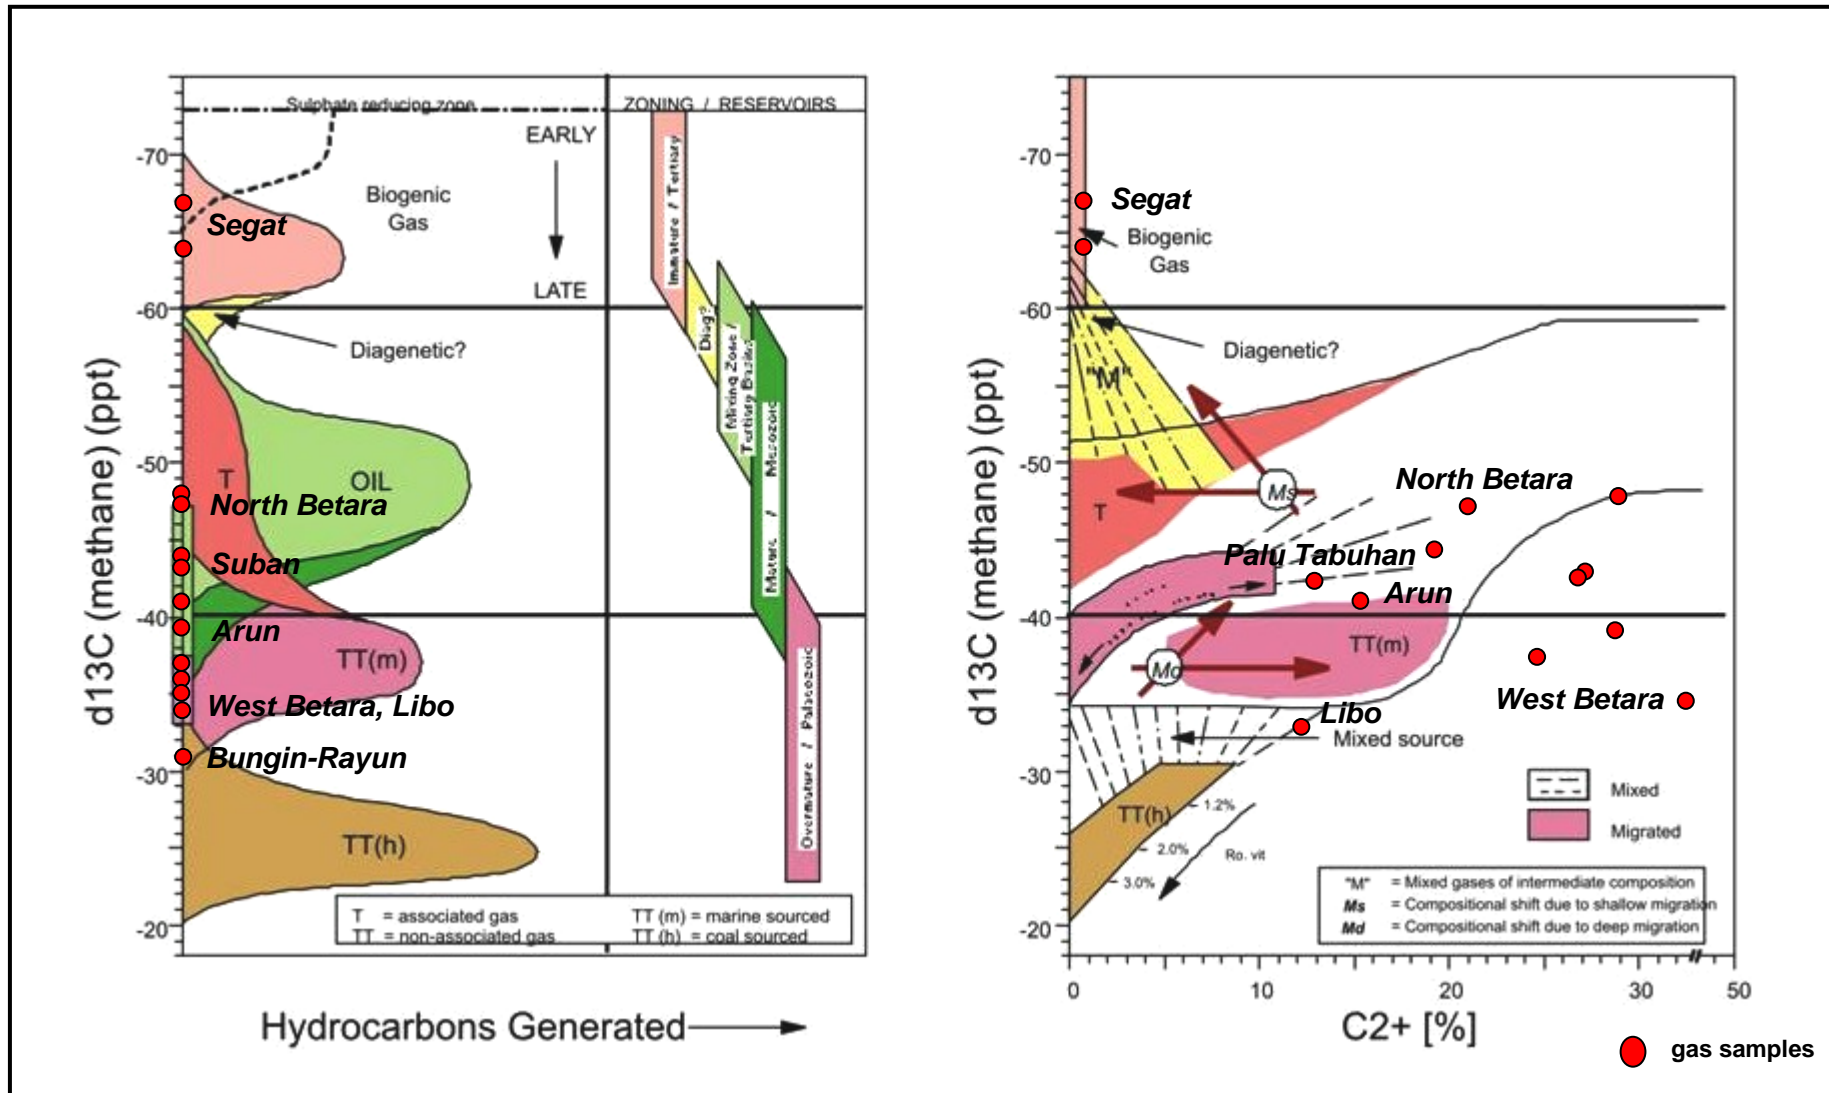 Sulphate reducing zone
ZONING / RESERVOIRS
EARLY
Biogenic
Gas
LATE
Diagenetic?
Segat
T
OIL
North Betara
Suban
Arun
TT(m)
West Betara, Libo
Bungin-Rayun
TT(h)
Immature / Tertiary
Diag?
Mixing Zone /
Tertiary Basins
Mature / Mesozoic
Overmature / Palaeozoic
T = associated gas
TT = non-associated gas
TT (m) = marine sourced
TT (h) = coal sourced
-70
-60
-50
-40
-30
-20
d13C (methane) (ppt)
Hydrocarbons Generated
Segat
Biogenic
Gas
Diagenetic?
"M"
Ms
T
North Betara
Palu Tabuhan
Arun
TT(m)
Md
West Betara
Libo
Mixed source
TT(h)
1.2%
2.0%
3.0%
Ro. vit
Mixed
Migrated
"M" = Mixed gases of intermediate composition
Ms = Compositional shift due to shallow migration
Md = Compositional shift due to deep migration
-70
-60
-50
-40
-30
-20
d13C (methane) (ppt)
0
10
20
30
50
C2+ [%]
gas samples